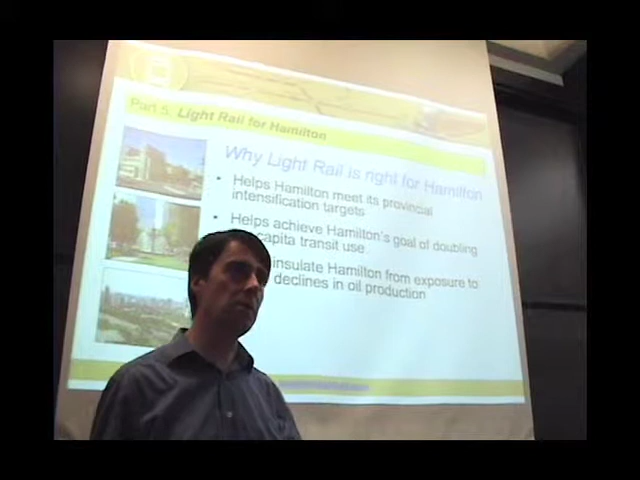 Part 5: Light Rail for Hamilton
Why Light Rail is right for Hamilton
• Helps Hamilton meet its provincial
intensification targets
• Helps achieve Hamilton's goal of doubling
capita transit use
insulate Hamilton from exposure to
declines in oil production